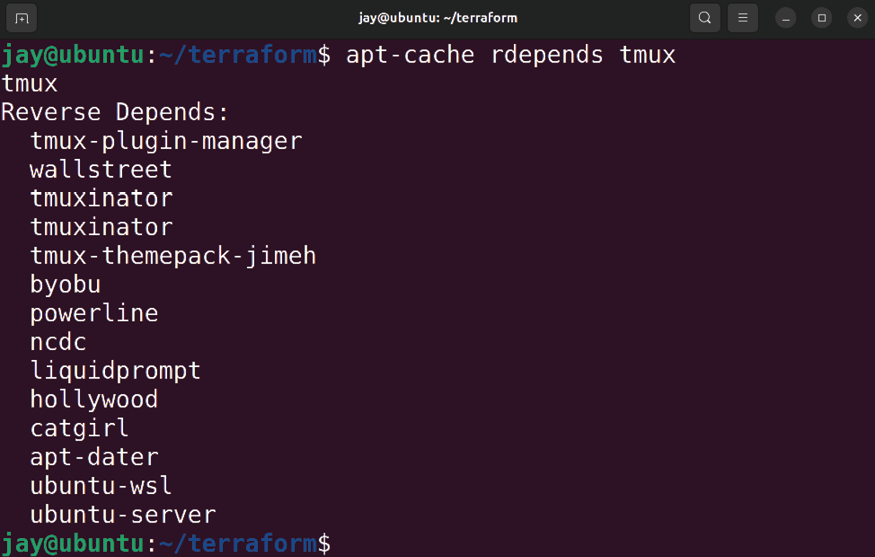 jay@ubuntu: ~/terraform
jay@ubuntu:~/terraform$ apt-cache rdepends tmux
tmux
Reverse Depends:
  tmux-plugin-manager
  wallstreet
  tmuxinator
  tmuxinator
  tmux-themepack-jimeh
  byobu
  powerline
  ncdc
  liquidprompt
  hollywood
  catgirl
  apt-dater
  ubuntu-wsl
  ubuntu-server
jay@ubuntu:~/terraform$